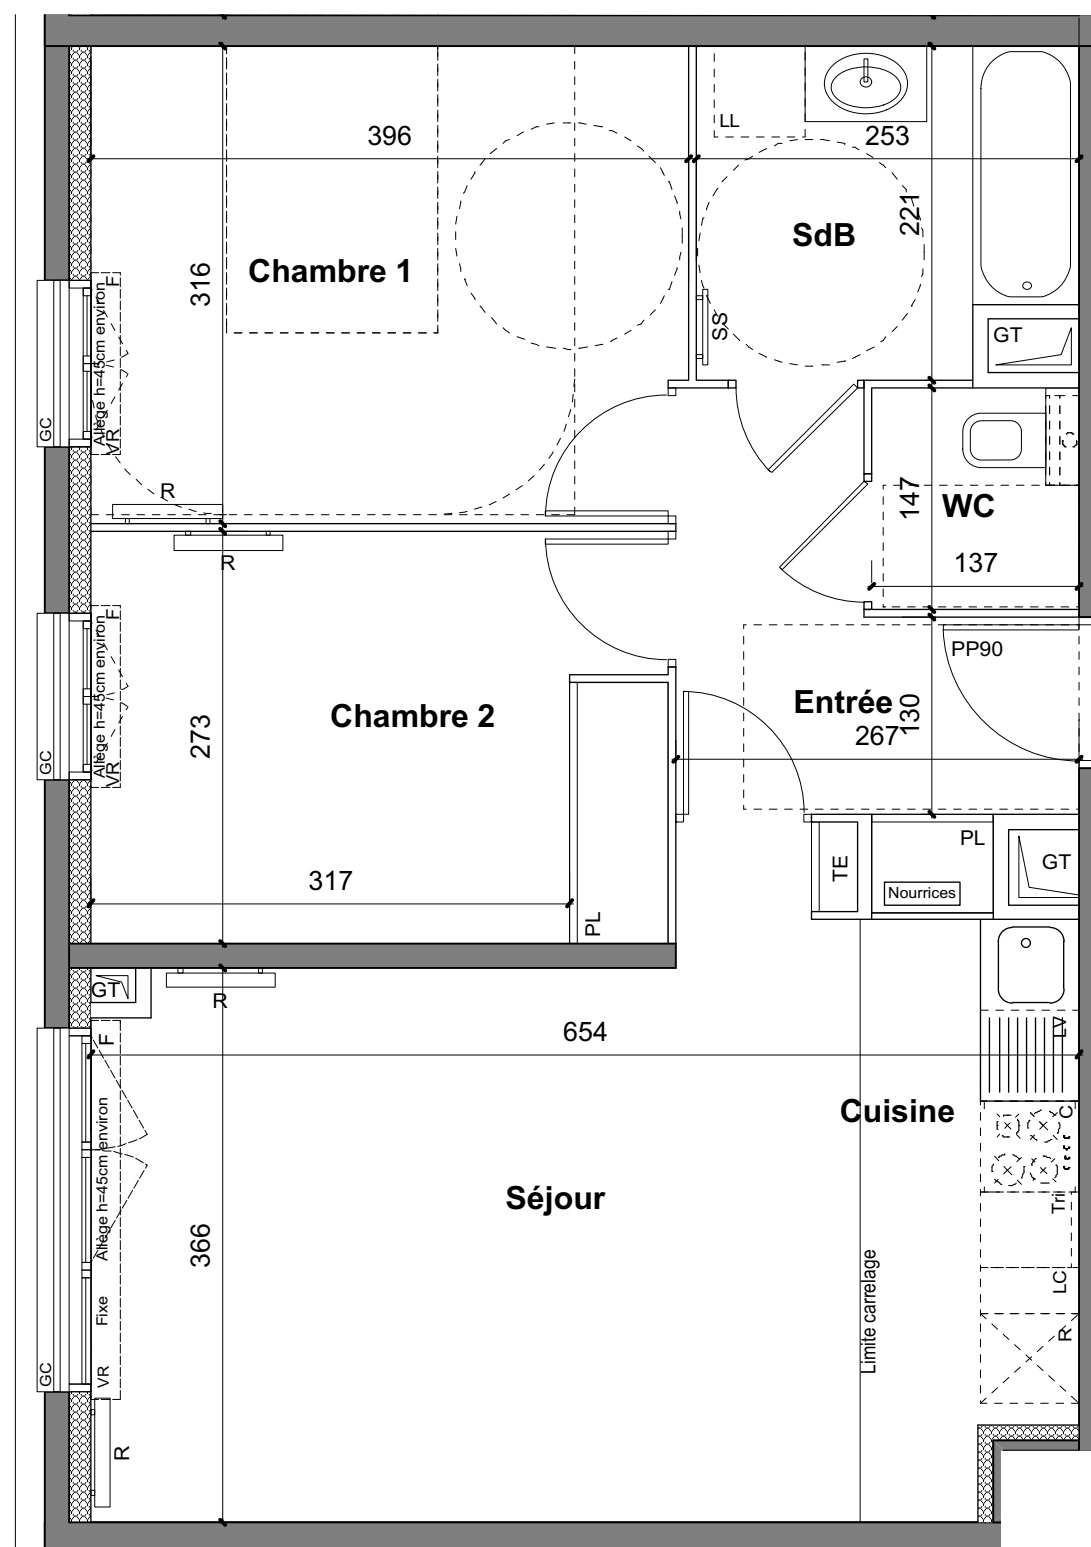 396
253
LL
SdB
221
Chambre 1
316
SS
GT
F
Allège h=45cm environ
VR
GC
R
147
WC
137
R
F
Allège h=45cm environ
VR
GC
PP90
Entrée
130
267
Chambre 2
273
317
PL
TE
PL
Nourrices
GT
GT
R
F
654
LV
Cuisine
C
Allège h=45cm environ
Séjour
Tri
366
Limite carrelage
LC
Fixe
R
VR
GC
R